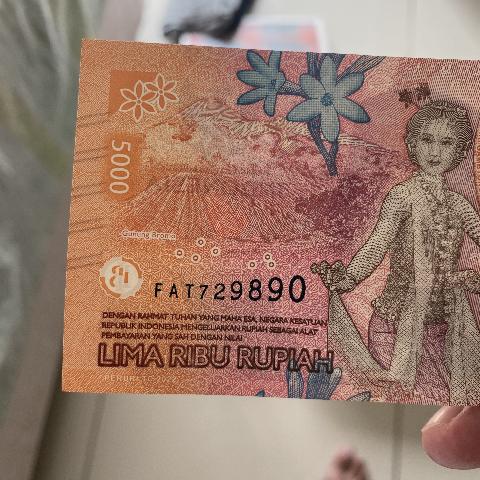 5000
Gunung Bromo
FAT729890
DENGAN RAHMAT TUHAN YANG MAHA ESA, NEGARA KESATUAN
REPUBLIK INDONESIA MENGELUARKAN RUPIAH SEBAGAI ALAT
PEMBAYARAN YANG SAH DENGAN NILAI
LIMA RIBU RUPIAH